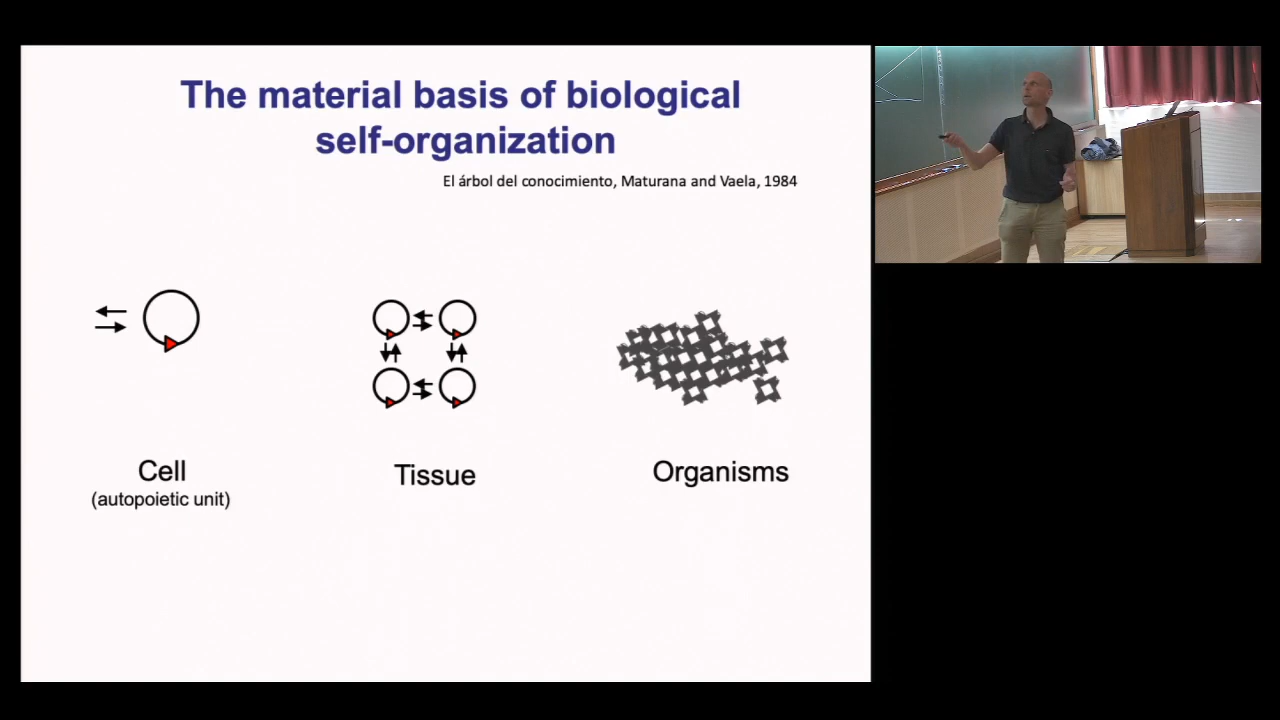 The material basis of biological
self-organization
El árbol del conocimiento, Maturana and Vaela, 1984
Cell
(autopoietic unit)
Tissue
Organisms